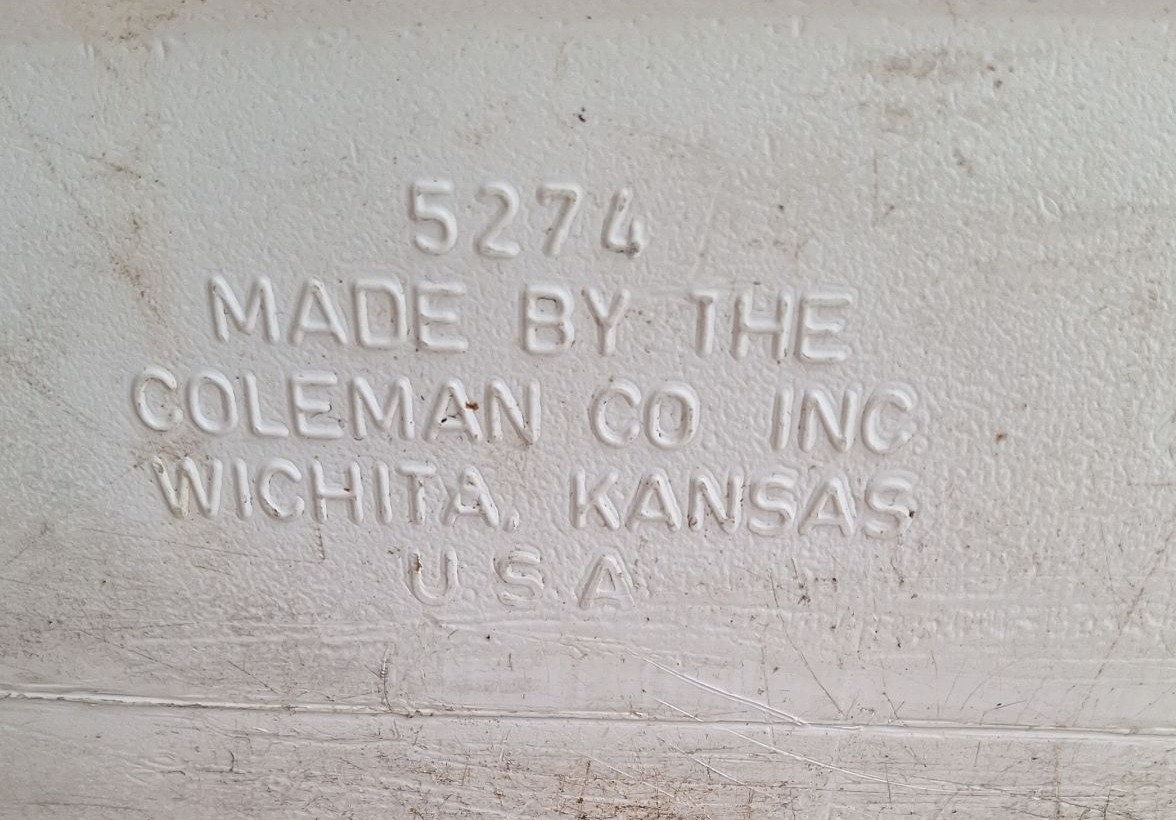 5274
MADE BY THE
COLEMAN CO INC.
WICHITA, KANSAS
U.S.A